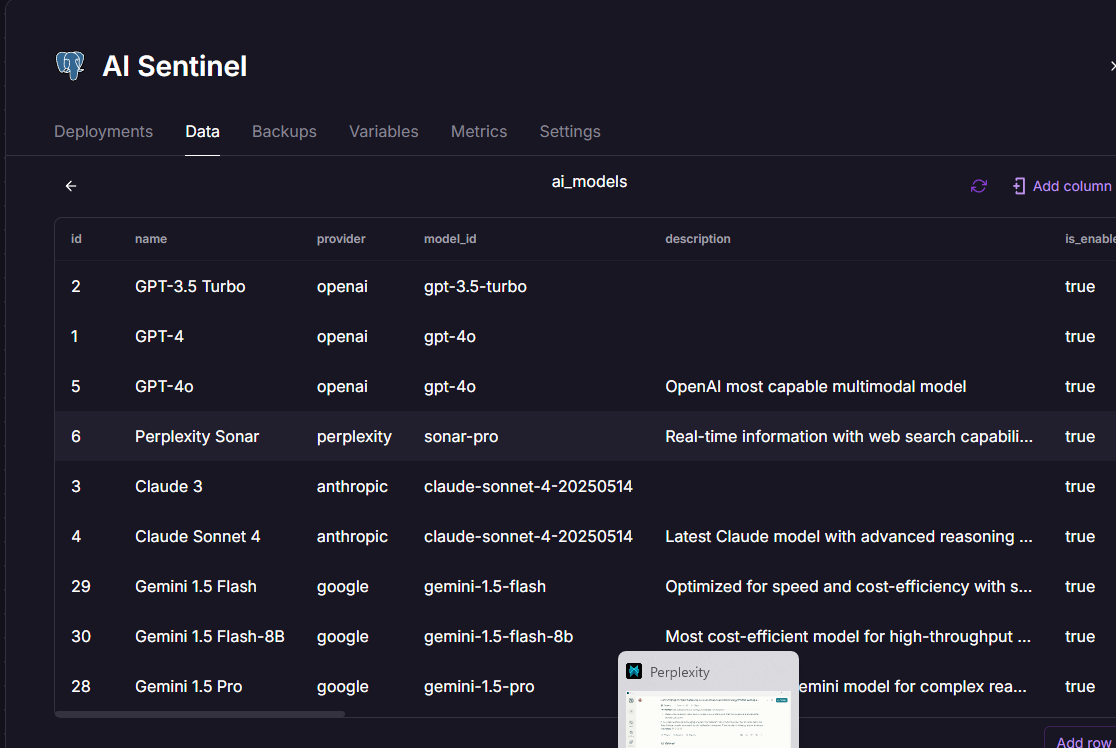 AI Sentinel
Deployments Data Backups Variables Metrics Settings
ai_models
Add column
id name provider model_id description is_enable
2 GPT-3.5 Turbo openai gpt-3.5-turbo true
1 GPT-4 openai gpt-4o true
5 GPT-4o openai gpt-4o OpenAI most capable multimodal model true
6 Perplexity Sonar perplexity sonar-pro Real-time information with web search capabili... true
3 Claude 3 anthropic claude-sonnet-4-20250514 true
4 Claude Sonnet 4 anthropic claude-sonnet-4-20250514 Latest Claude model with advanced reasoning ... true
29 Gemini 1.5 Flash google gemini-1.5-flash Optimized for speed and cost-efficiency with s... true
30 Gemini 1.5 Flash-8B google gemini-1.5-flash-8b Most cost-efficient model for high-throughput ... true
Perplexity
28 Gemini 1.5 Pro google gemini-1.5-pro emini model for complex rea... true
Add row